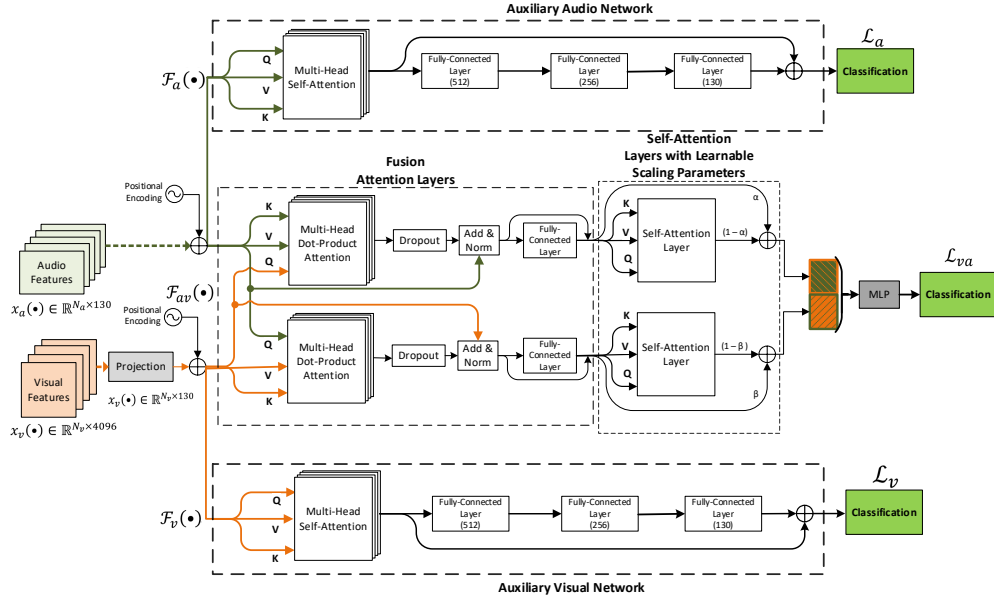 Auxiliary Audio Network
ℱₐ(•)
Q
V
K
Multi-Head
Self-Attention
Fully-Connected
Layer
(512)
Fully-Connected
Layer
(256)
Fully-Connected
Layer
(130)
ℒₐ
Classification
Fusion
Attention Layers
Self-Attention
Layers with Learnable
Scaling Parameters
Positional
Encoding
Audio
Features
xₐ(•) ∈ ℝ^{Nₐ×130}
K
V
Q
Multi-Head
Dot-Product
Attention
Dropout
Add &
Norm
Fully-
Connected
Layer
K
V
Q
Self-Attention
Layer
α
(1−α)
ℱₐᵥ(•)
Positional
Encoding
Visual
Features
xᵥ(•) ∈ ℝ^{Nᵥ×4096}
Projection
xᵥ(•) ∈ ℝ^{Nᵥ×130}
Q
V
K
Multi-Head
Dot-Product
Attention
Dropout
Add &
Norm
Fully-
Connected
Layer
K
V
Q
Self-Attention
Layer
(1−β)
β
MLP
ℒᵥₐ
Classification
ℱᵥ(•)
Q
V
K
Multi-Head
Self-Attention
Fully-Connected
Layer
(512)
Fully-Connected
Layer
(256)
Fully-Connected
Layer
(130)
ℒᵥ
Classification
Auxiliary Visual Network